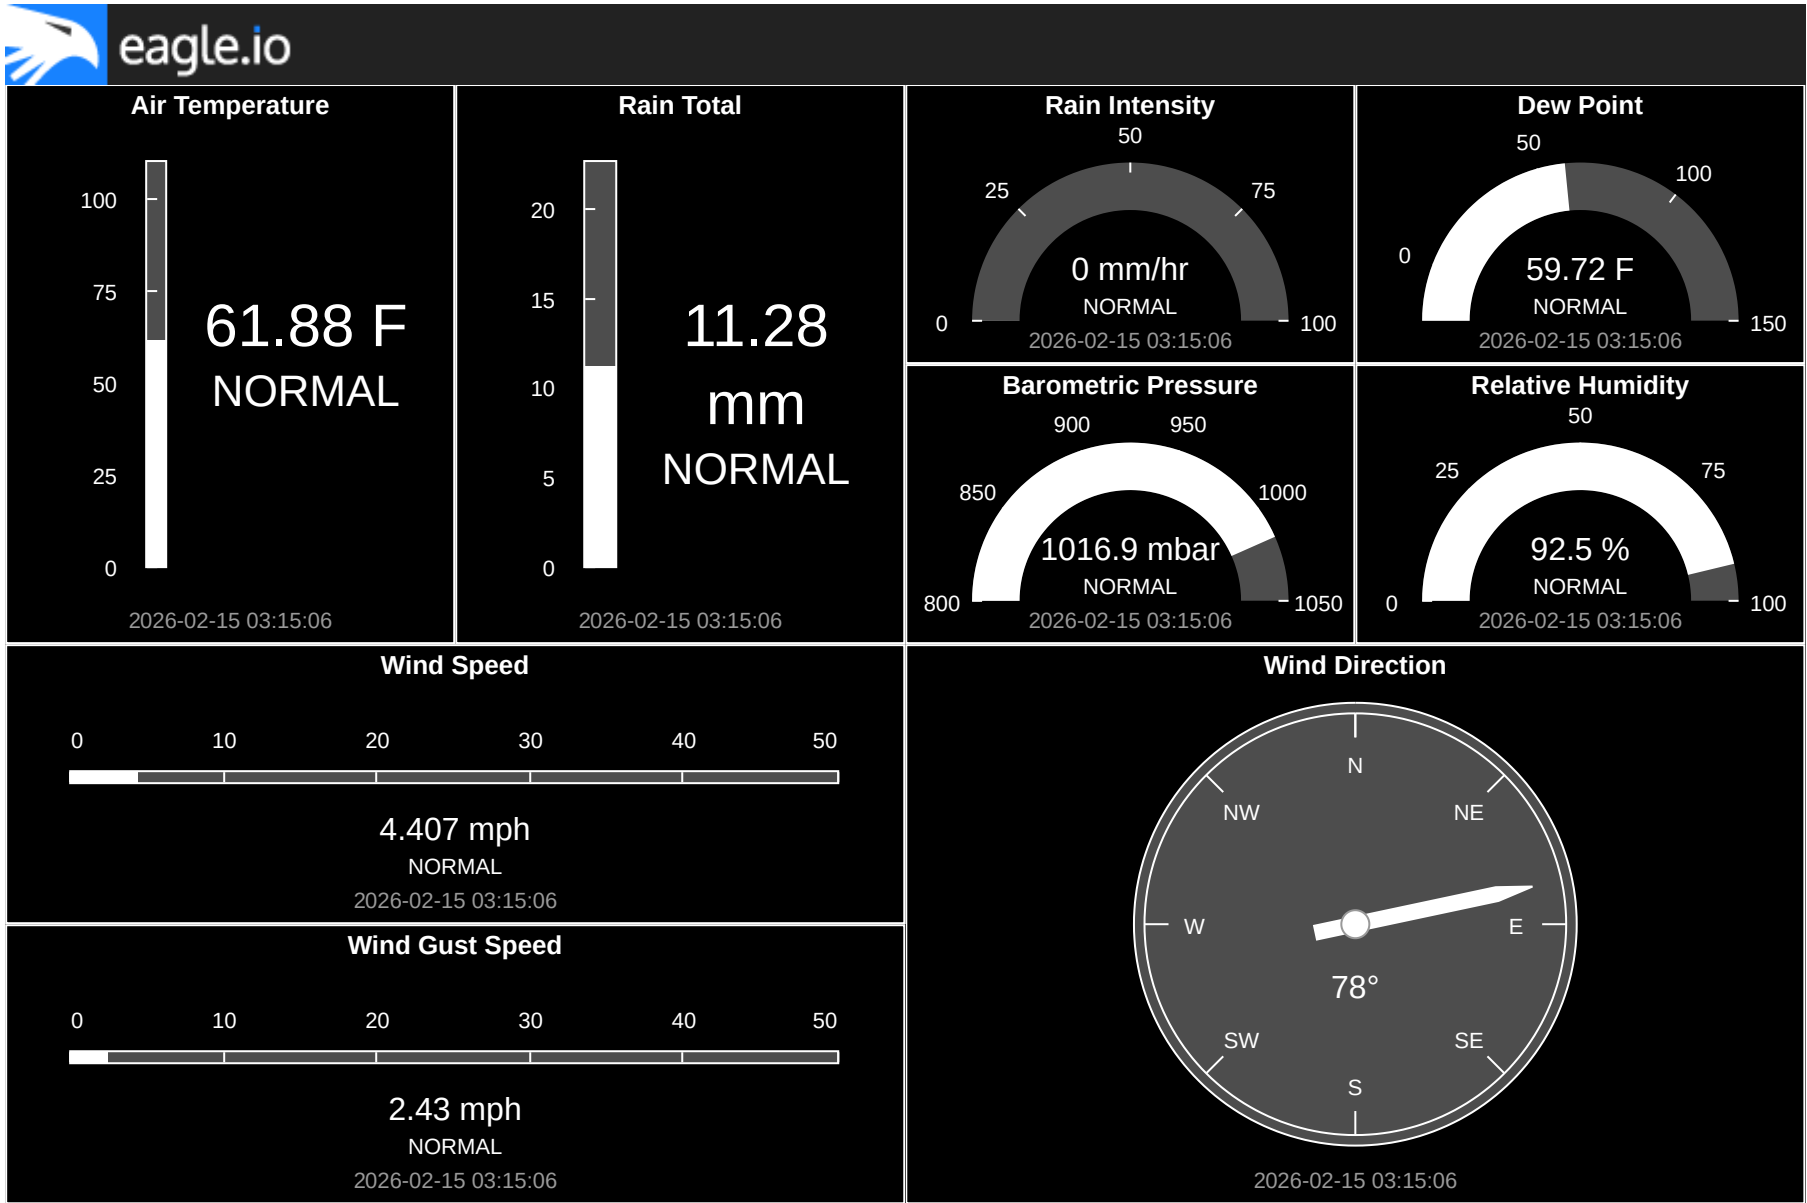 eagle.io
Air Temperature
100
75
50
25
0
61.88 F
NORMAL
2026-02-15 03:15:06
Rain Total
20
15
10
5
0
11.28
mm
NORMAL
2026-02-15 03:15:06
Rain Intensity
50
25
75
0
100
0 mm/hr
NORMAL
2026-02-15 03:15:06
Dew Point
50
100
0
150
59.72 F
NORMAL
2026-02-15 03:15:06
Barometric Pressure
900
950
850
1000
800
1050
1016.9 mbar
NORMAL
2026-02-15 03:15:06
Relative Humidity
50
25
75
0
100
92.5 %
NORMAL
2026-02-15 03:15:06
Wind Speed
0 10 20 30 40 50
4.407 mph
NORMAL
2026-02-15 03:15:06
Wind Gust Speed
0 10 20 30 40 50
2.43 mph
NORMAL
2026-02-15 03:15:06
Wind Direction
N
NW NE
W E
78°
SW SE
S
2026-02-15 03:15:06